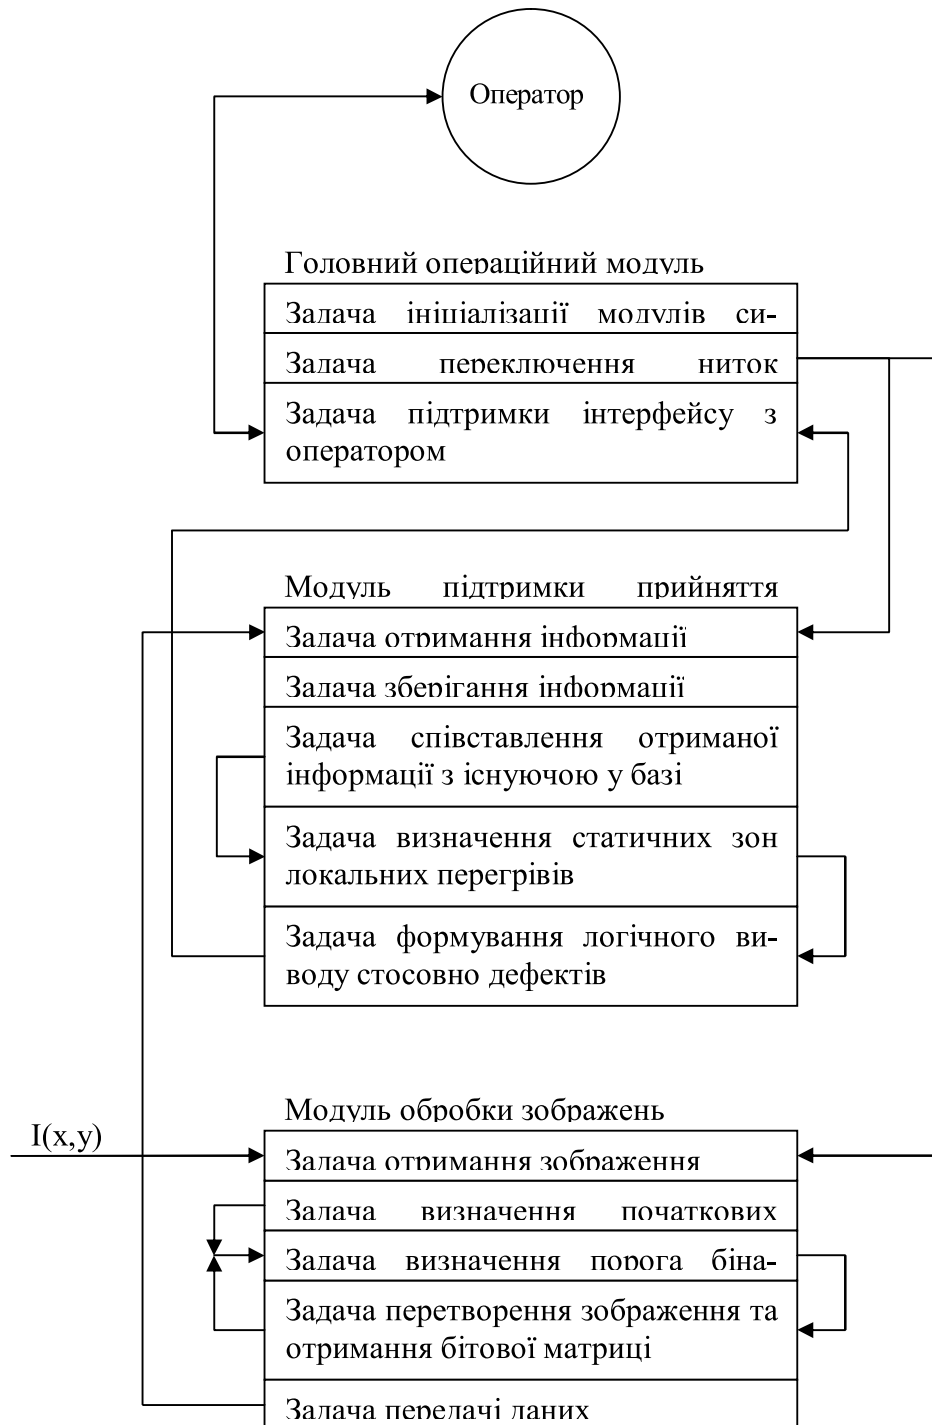 Оператор
Головний операційний модуль
Задача ініціалізації модулів си-
Задача переключення ниток
Задача підтримки інтерфейсу з
оператором
Модуль підтримки прийняття
Задача отримання інформації
Задача зберігання інформації
Задача співставлення отриманої
інформації з існуючою у базі
Задача визначення статичних зон
локальних перегрівів
Задача формування логічного ви-
воду стосовно дефектів
Модуль обробки зображень
I(x,y)
Задача отримання зображення
Задача визначення початкових
Задача визначення порога біна-
Задача перетворення зображення та
отримання бітової матриці
Задача передачі даних